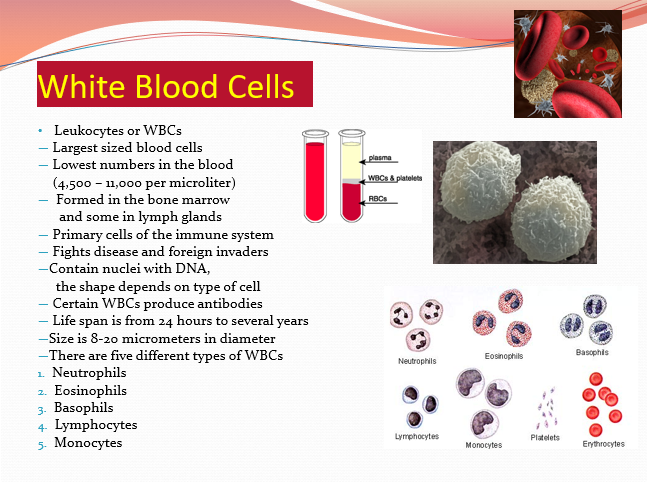 White Blood Cells
• Leukocytes or WBCs
– Largest sized blood cells
– Lowest numbers in the blood
(4,500 – 11,000 per microliter)
– Formed in the bone marrow
and some in lymph glands
– Primary cells of the immune system
– Fights disease and foreign invaders
–Contain nuclei with DNA,
the shape depends on type of cell
– Certain WBCs produce antibodies
– Life span is from 24 hours to several years
–Size is 8-20 micrometers in diameter
–There are five different types of WBCs
1. Neutrophils
2. Eosinophils
3. Basophils
4. Lymphocytes
5. Monocytes
plasma
WBCs & platelets
RBCs
Neutrophils
Eosinophils
Basophils
Lymphocytes
Monocytes
Platelets
Erythrocytes